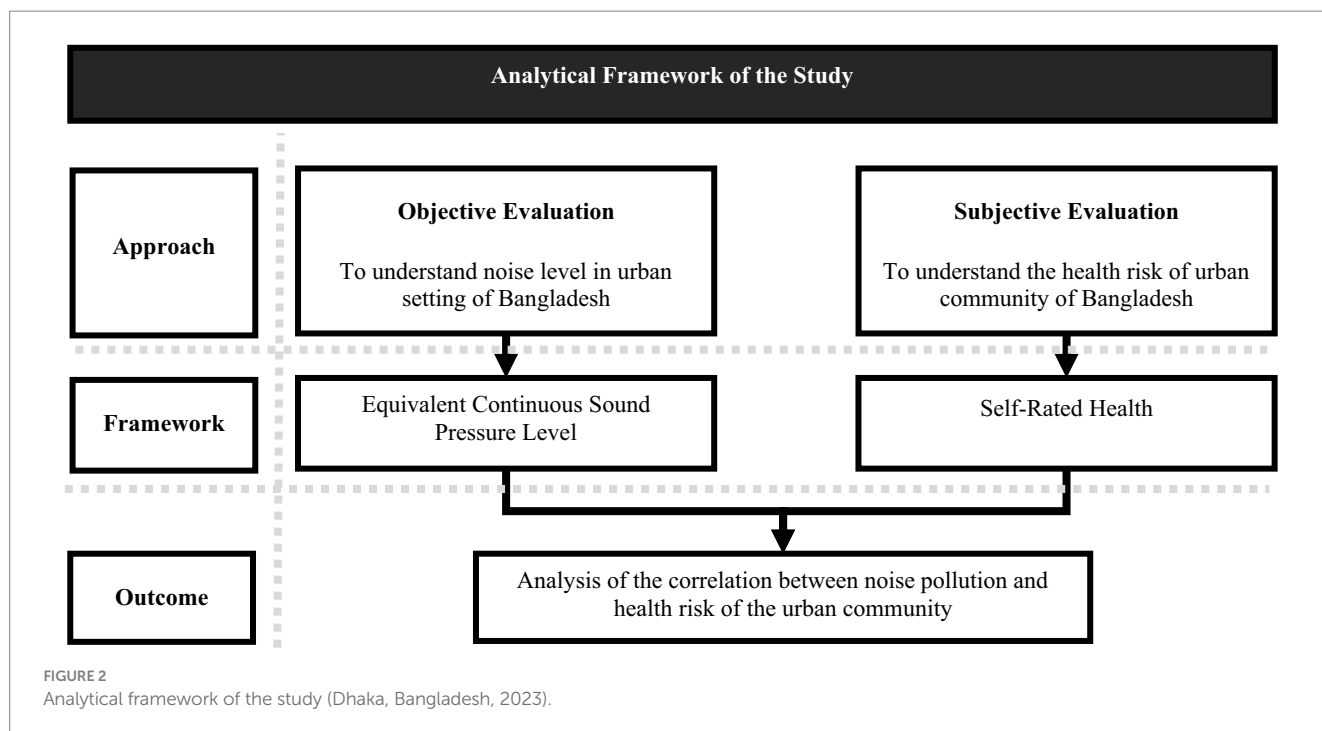 Analytical Framework of the Study
Approach
Objective Evaluation
To understand noise level in urban
setting of Bangladesh
Subjective Evaluation
To understand the health risk of urban
community of Bangladesh
Framework
Equivalent Continuous Sound
Pressure Level
Self-Rated Health
Outcome
Analysis of the correlation between noise pollution and
health risk of the urban community
FIGURE 2
Analytical framework of the study (Dhaka, Bangladesh, 2023).